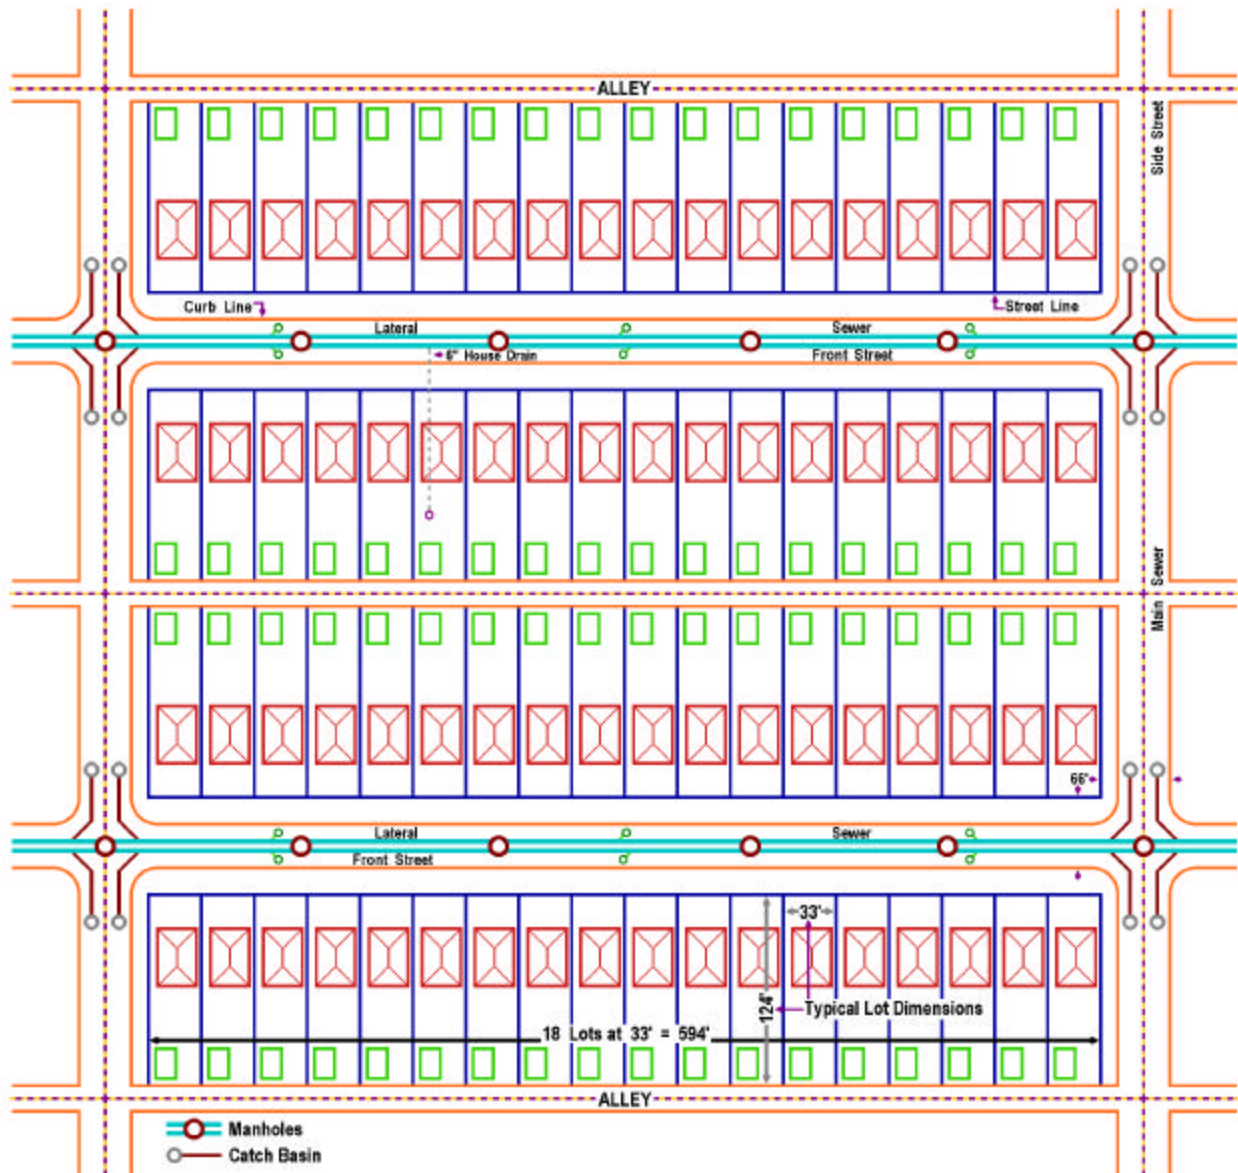 ALLEY
Side Street
Curb Line
Street Line
Lateral
Sewer
6" House Drain
Front Street
Main Sewer
66'
Lateral
Sewer
Front Street
33'
124'
Typical Lot Dimensions
18 Lots at 33' = 594'
ALLEY
Manholes
Catch Basin